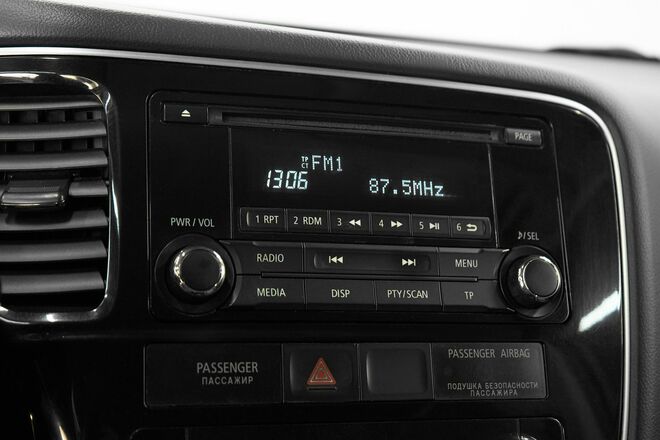 PAGE
TP
CT
FM1
1306
87.5MHz
1 RPT 2 RDM 3 4 5 6
PWR / VOL
♪/SEL
RADIO
MENU
MEDIA DISP PTY/SCAN TP
PASSENGER
ПАССАЖИР
PASSENGER AIRBAG
ПОДУШКА БЕЗОПАСНОСТИ
ПАССАЖИРА